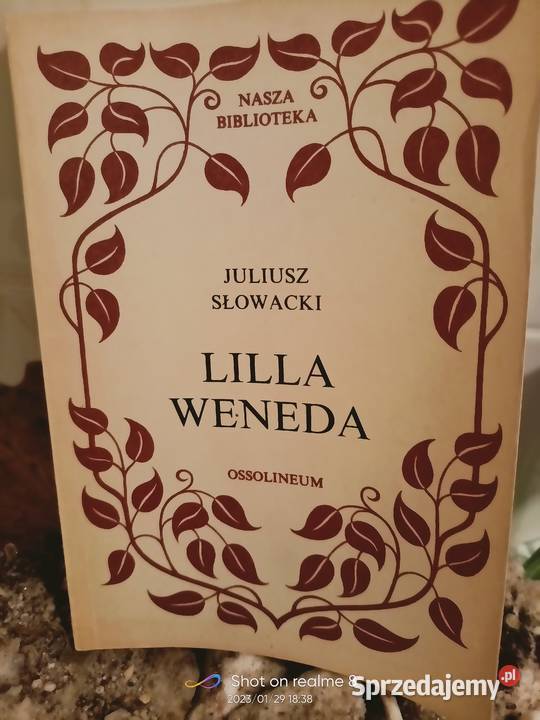 NASZA
BIBLIOTEKA
JULIUSZ
SŁOWACKI
LILLA
WENEDA
OSSOLINEUM
Shot on realme 8
2023/01/29 18:38
Sprzedajemy.pl